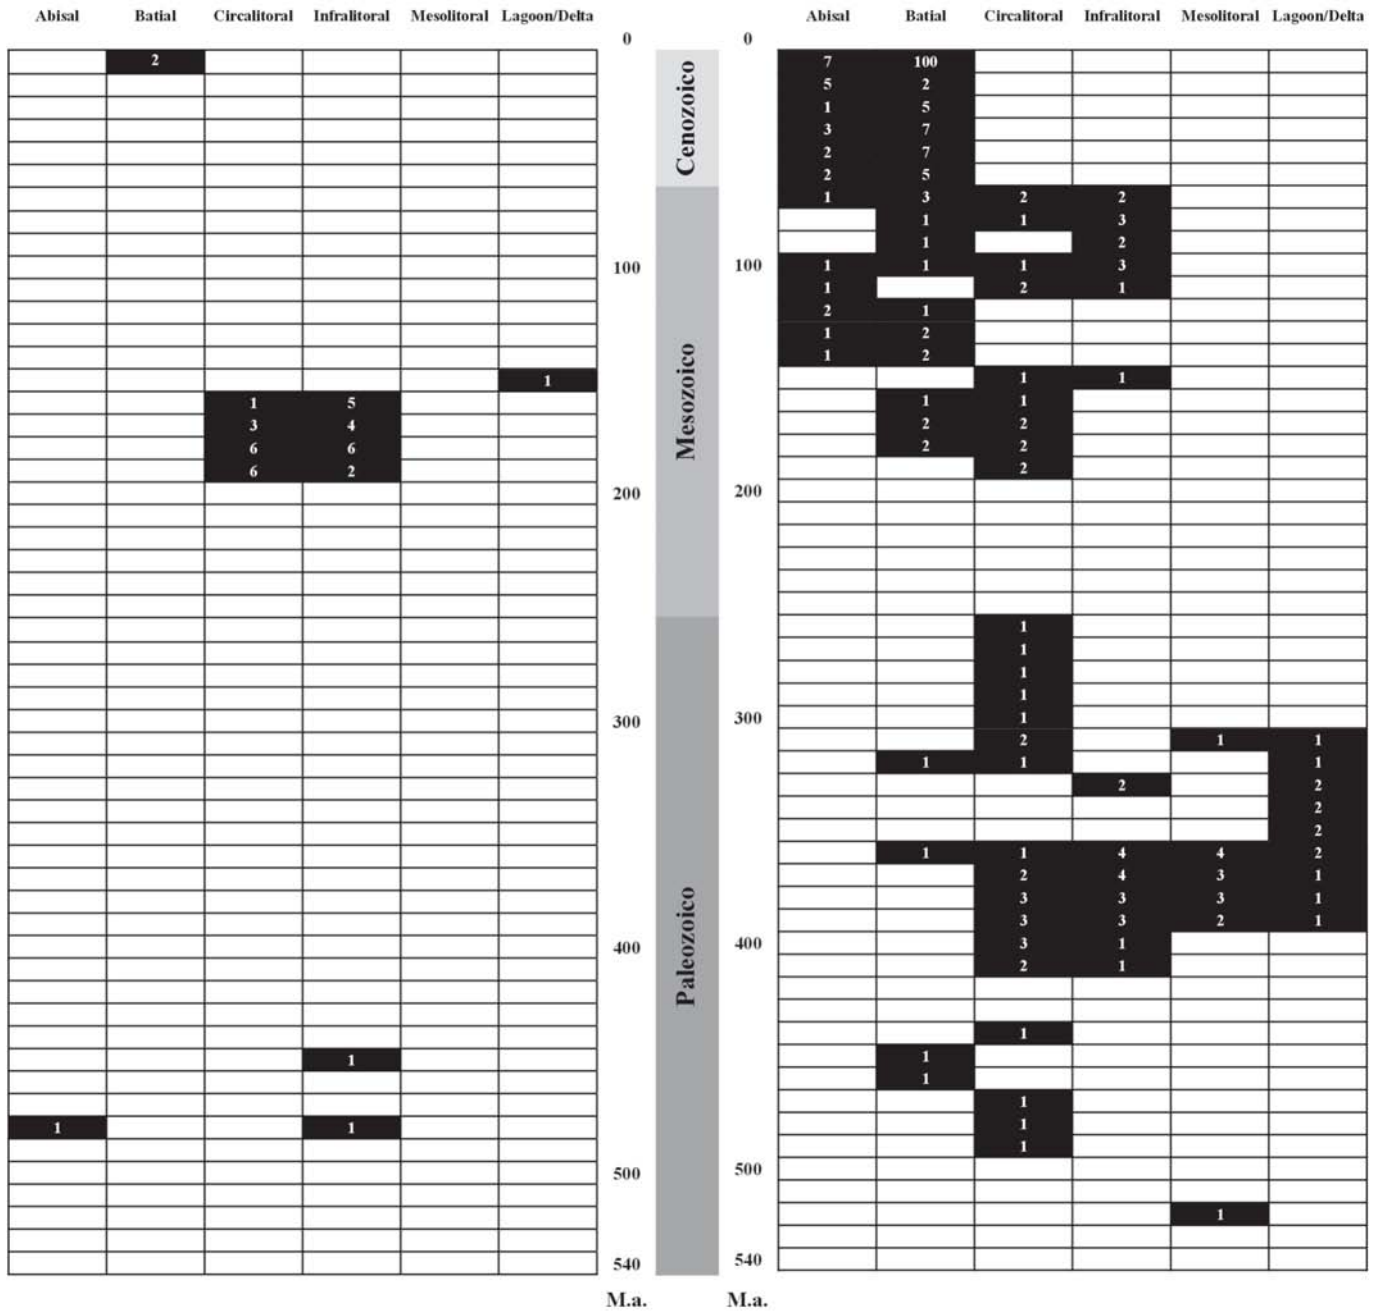 Abisal Batial Circalitoral Infralitoral Mesolitoral Lagoon/Delta Abisal Batial Circalitoral Infralitoral Mesolitoral Lagoon/Delta
0 0
2 7 100
5 2
1 5
3 7
2 7
2 5
Cenozoico
1 3 2 2
1 1 3
1 2
100 100
1 1 1 3
1 2 1
2 1
1 2
1 2
1 1 1
1 5 1 1
3 4 2 2
6 6 2 2
6 2 2
Mesozoico
200 200
1
1
1
1
300 300
1
2 1 1
1 1 1
2 2
2
2
1 1 4 4 2
2 4 3 1
3 3 3 1
3 3 2 1
400 400
3 1
2 1
Paleozoico
1
1 1
1
1
1 1 1
1
500 500
1
540 540
M.a. M.a.